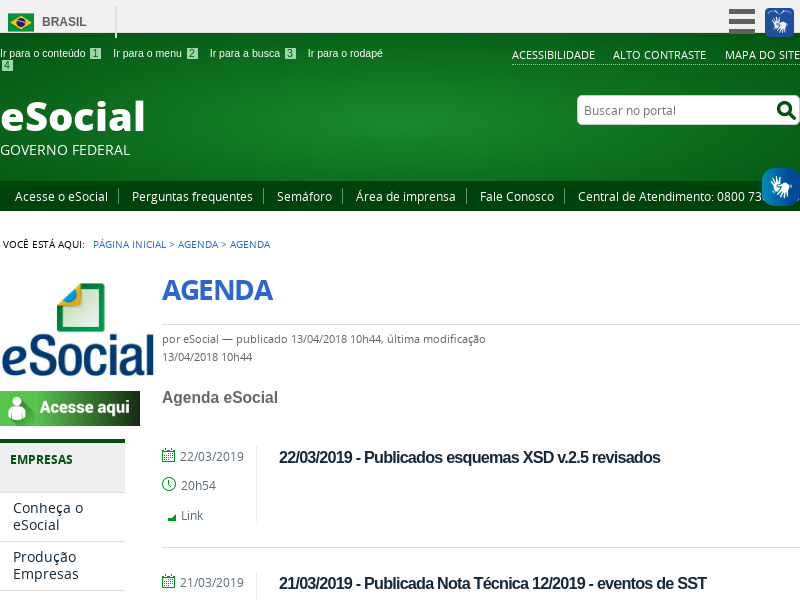 BRASIL
Ir para o conteúdo 1 Ir para o menu 2 Ir para a busca 3 Ir para o rodapé
4
ACESSIBILIDADE ALTO CONTRASTE MAPA DO SITE
eSocial
GOVERNO FEDERAL
Buscar no portal
Acesse o eSocial Perguntas frequentes Semáforo Área de imprensa Fale Conosco Central de Atendimento: 0800 73
VOCÊ ESTÁ AQUI: PÁGINA INICIAL > AGENDA > AGENDA
eSocial
Acesse aqui
EMPRESAS
Conheça o
eSocial
Produção
Empresas
AGENDA
por eSocial — publicado 13/04/2018 10h44, última modificação
13/04/2018 10h44
Agenda eSocial
22/03/2019
20h54
Link
22/03/2019 - Publicados esquemas XSD v.2.5 revisados
21/03/2019
21/03/2019 - Publicada Nota Técnica 12/2019 - eventos de SST